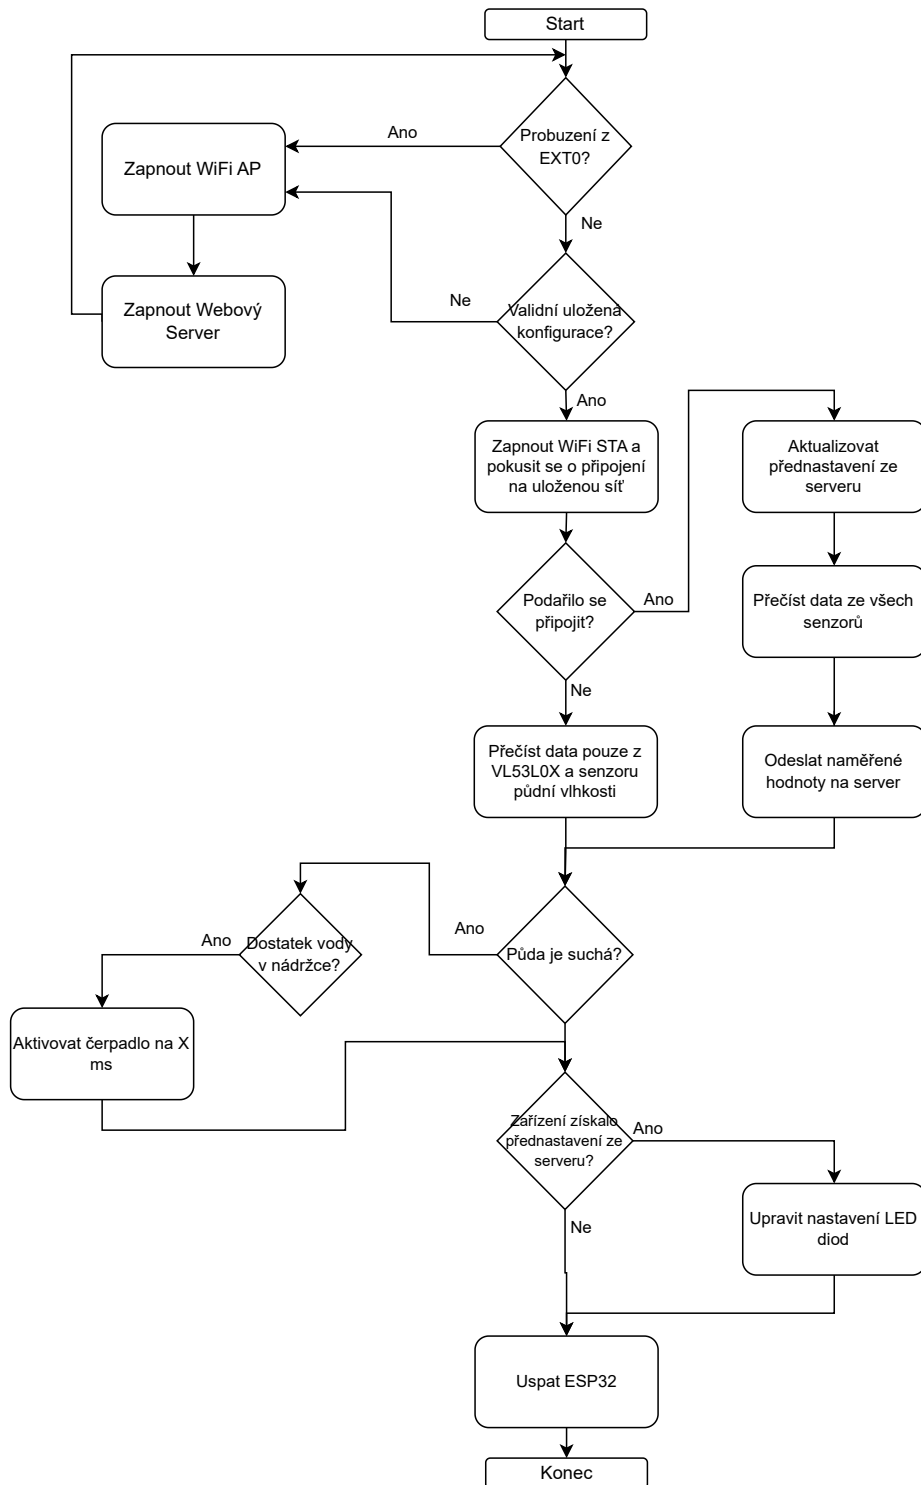 Start
Probuzení z
EXT0?
Ano
Zapnout WiFi AP
Ne
Zapnout Webový
Server
Ne
Validní uložená
konfigurace?
Ano
Zapnout WiFi STA a
pokusit se o připojení
na uloženou síť
Aktualizovat
přednastavení ze
serveru
Podařilo se
připojit?
Ano
Přečíst data ze všech
senzorů
Ne
Přečíst data pouze z
VL53L0X a senzoru
půdní vlhkosti
Odeslat naměřené
hodnoty na server
Půda je suchá?
Ano
Dostatek vody
v nádržce?
Ano
Aktivovat čerpadlo na X
ms
Zařízení získalo
přednastavení ze
serveru?
Ano
Upravit nastavení LED
diod
Ne
Uspat ESP32
Konec